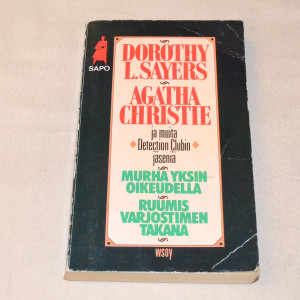 SAPO
DOROTHY
L. SAYERS
AGATHA
CHRISTIE
ja muita
Detection Clubin
jäseniä
MURHA YKSIN-
OIKEUDELLA
RUUMIS
VARJOSTIMEN
TAKANA
wsoy